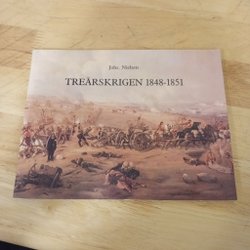 Johs. Nielsen
TREÅRSKRIGEN 1848-1851